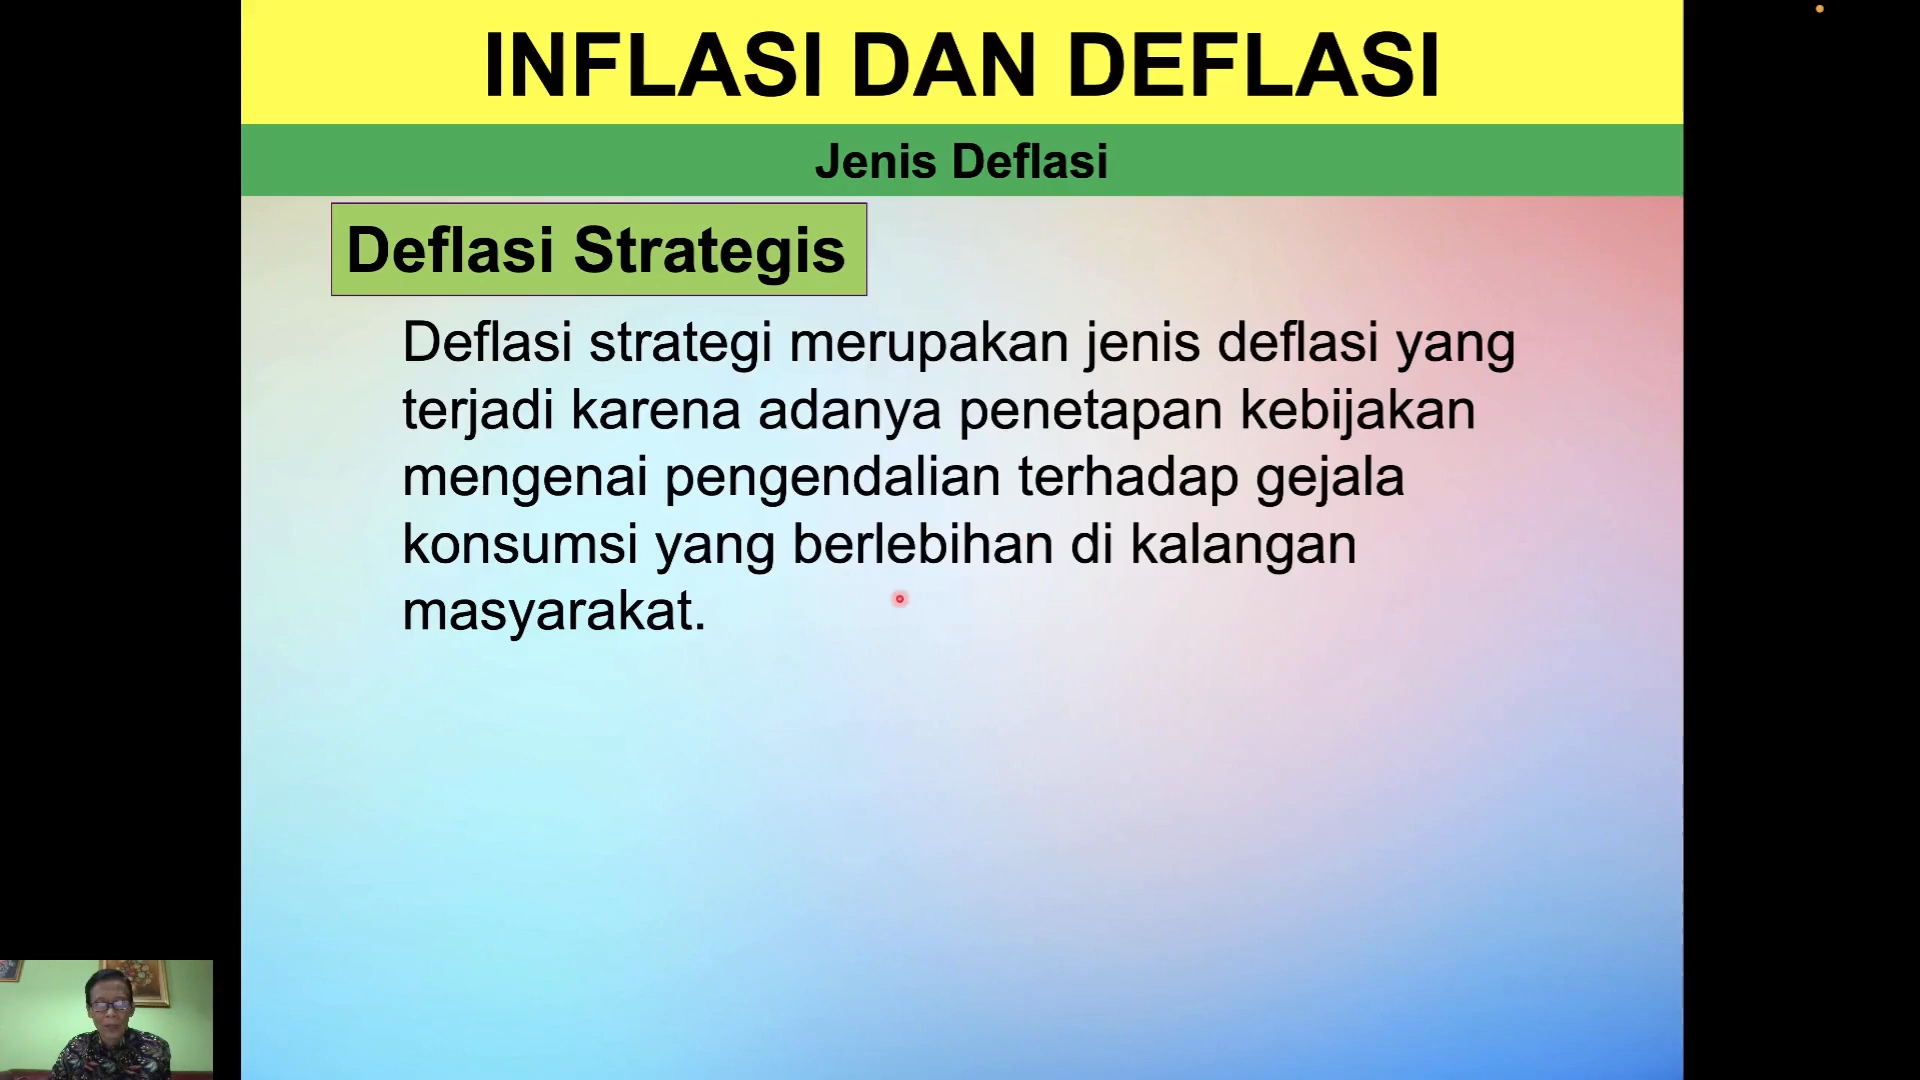 INFLASI DAN DEFLASI
Jenis Deflasi
Deflasi Strategis
Deflasi strategi merupakan jenis deflasi yang
terjadi karena adanya penetapan kebijakan
mengenai pengendalian terhadap gejala
konsumsi yang berlebihan di kalangan
masyarakat.